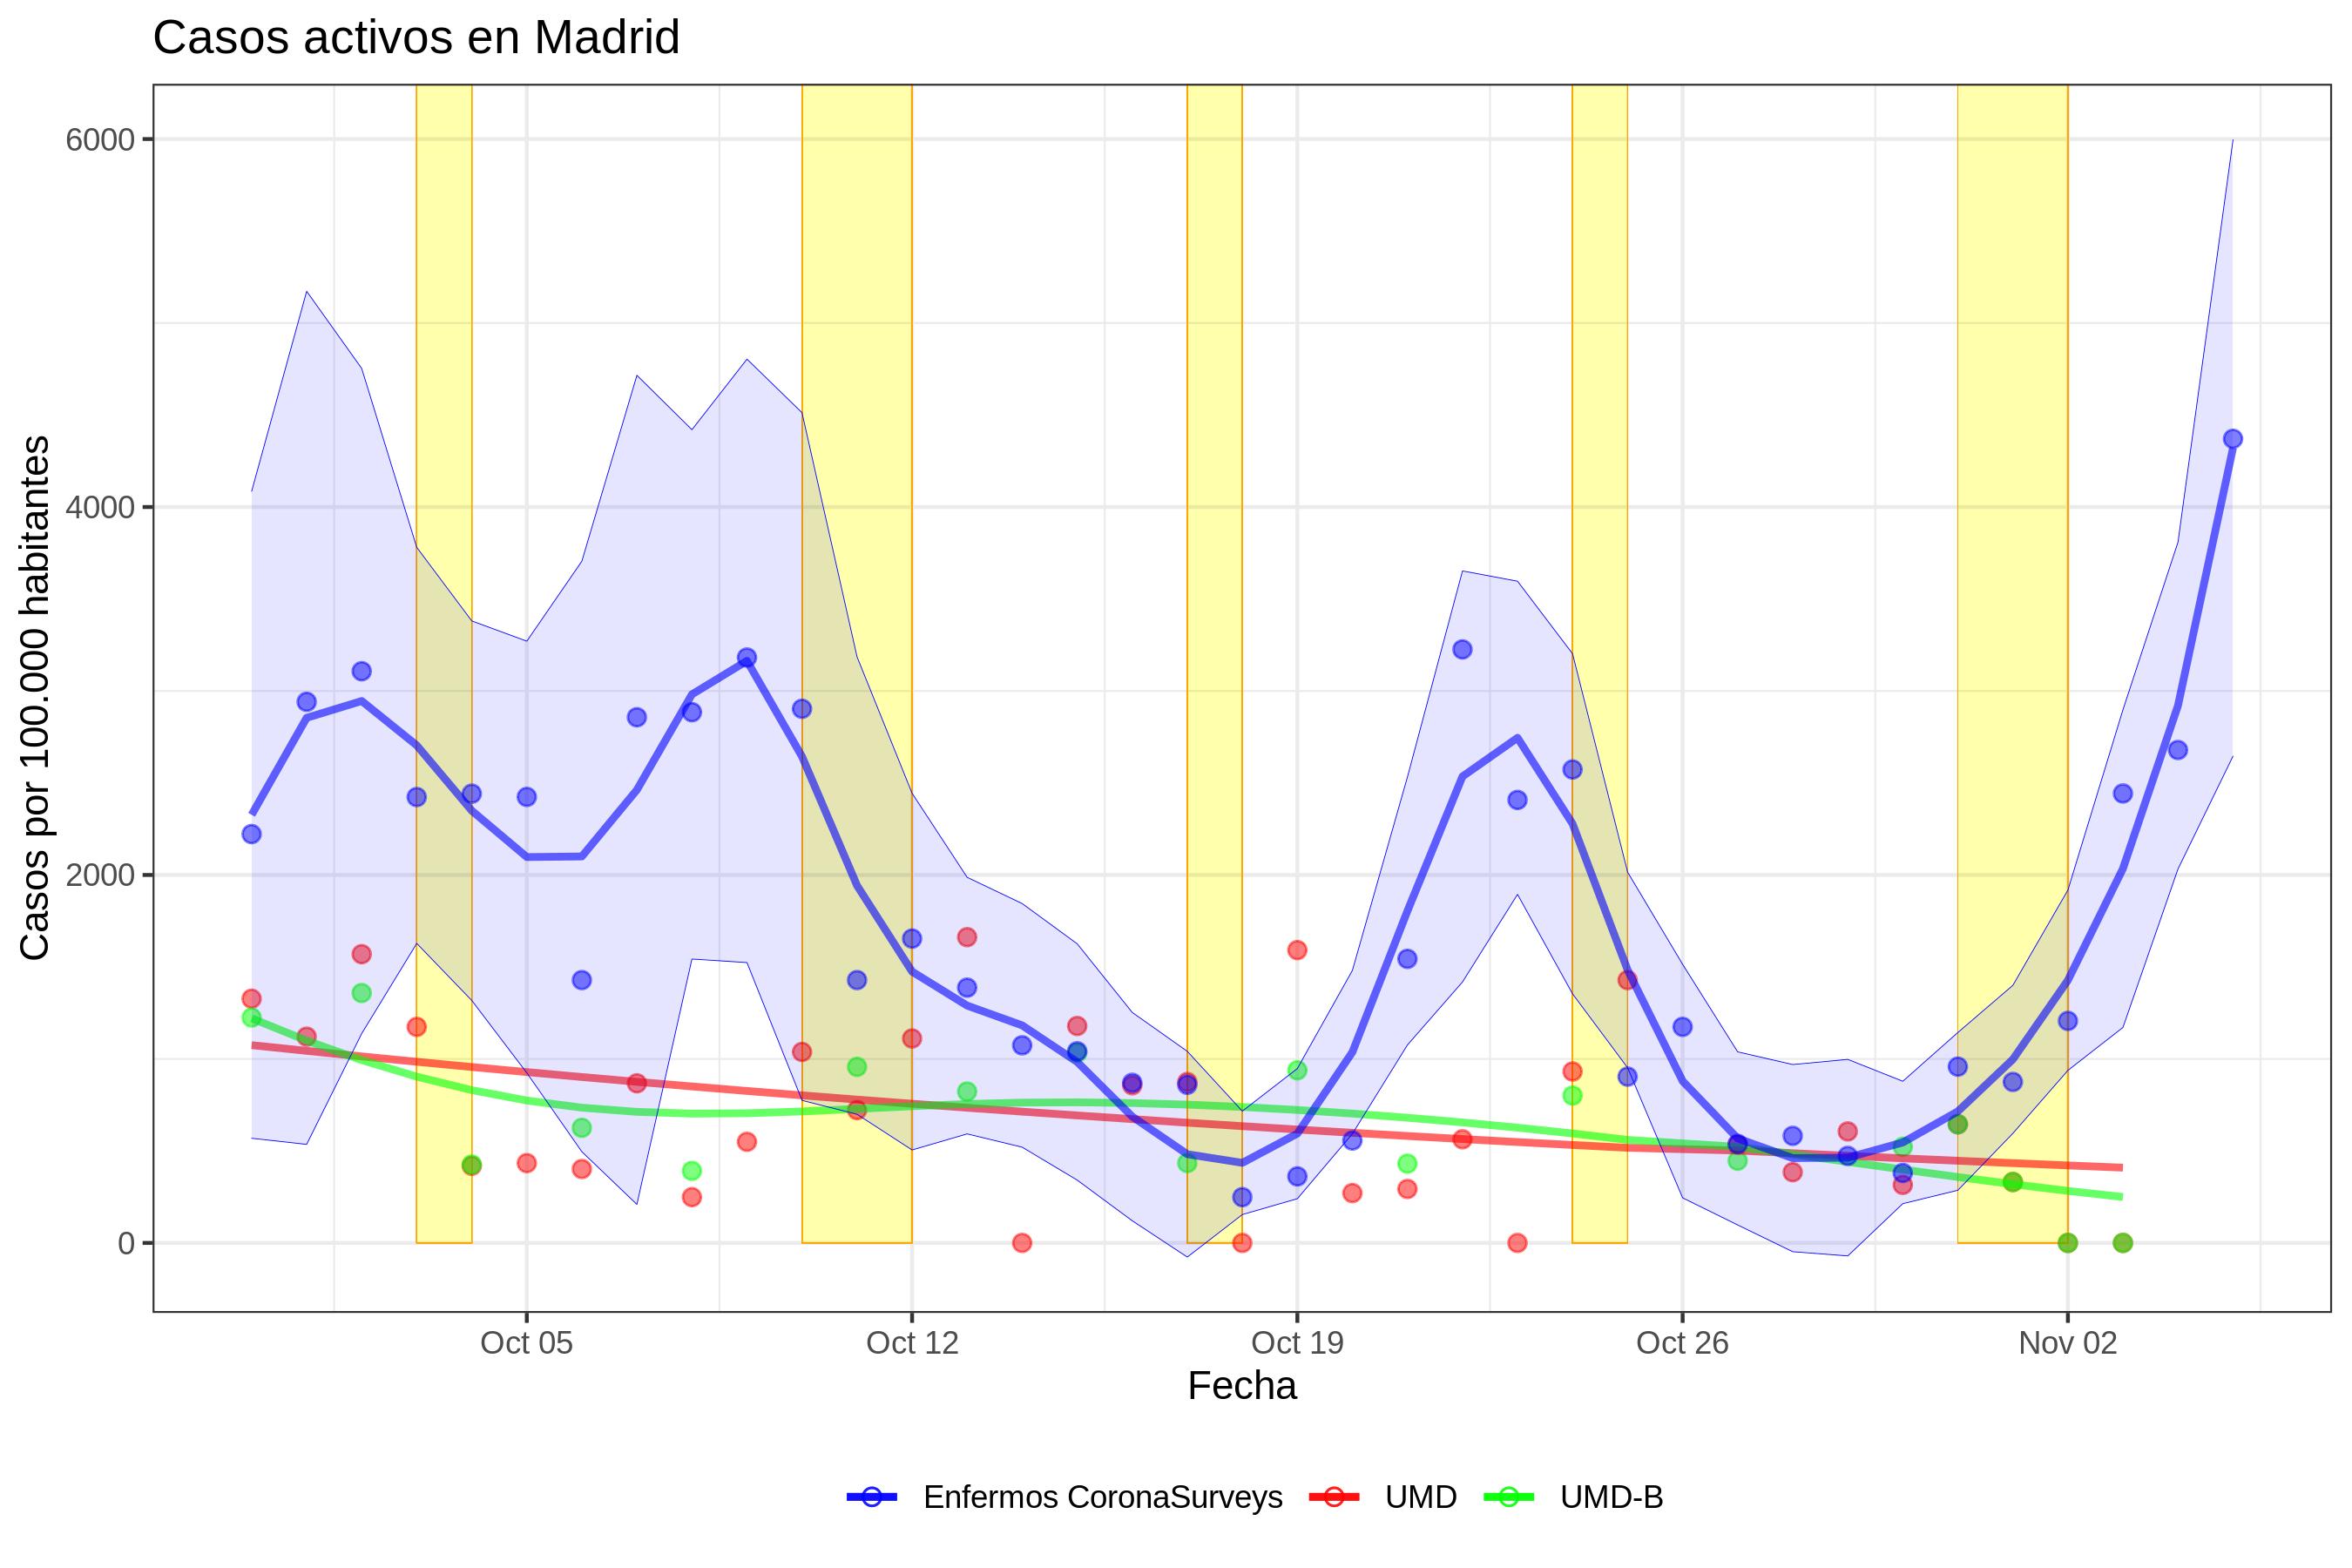 Casos activos en Madrid
Casos por 100.000 habitantes
6000
4000
2000
0
Oct 05 Oct 12 Oct 19 Oct 26 Nov 02
Fecha
Enfermos CoronaSurveys UMD UMD-B